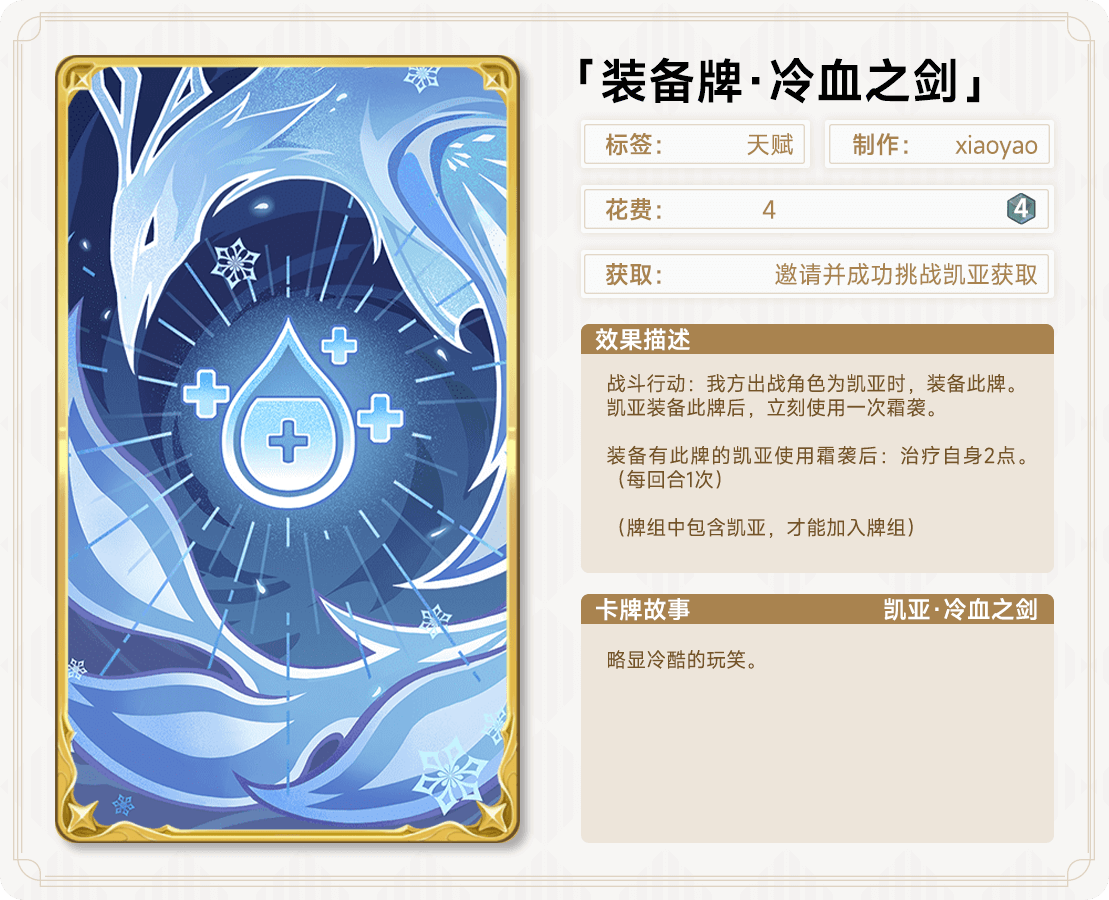 「装备牌·冷血之剑」
标签： 天赋 制作： xiaoyao
花费： 4 4
获取： 邀请并成功挑战凯亚获取
效果描述
战斗行动：我方出战角色为凯亚时，装备此牌。
凯亚装备此牌后，立刻使用一次霜袭。
装备有此牌的凯亚使用霜袭后：治疗自身2点。
（每回合1次）
（牌组中包含凯亚，才能加入牌组）
卡牌故事 凯亚·冷血之剑
略显冷酷的玩笑。